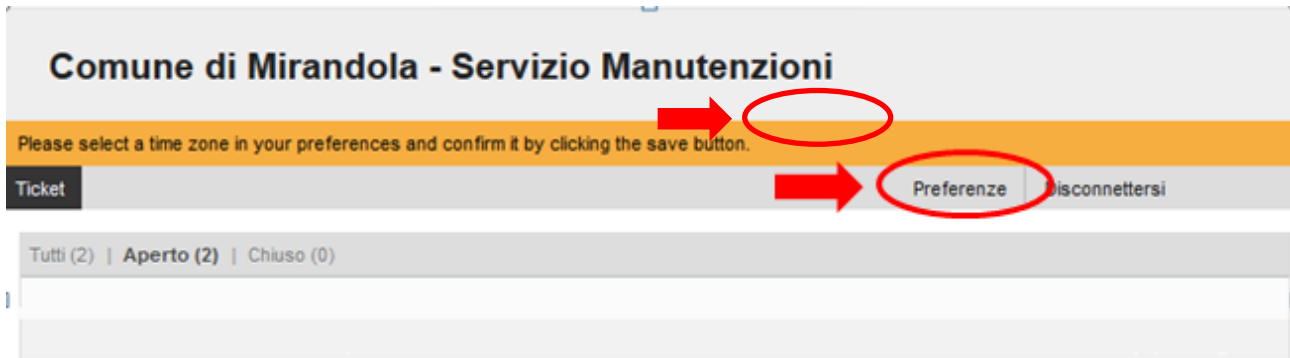 Comune di Mirandola - Servizio Manutenzioni
Please select a time zone in your preferences and confirm it by clicking the save button.
Ticket Preferenze Disconnettersi
Tutti (2) | Aperto (2) | Chiuso (0)